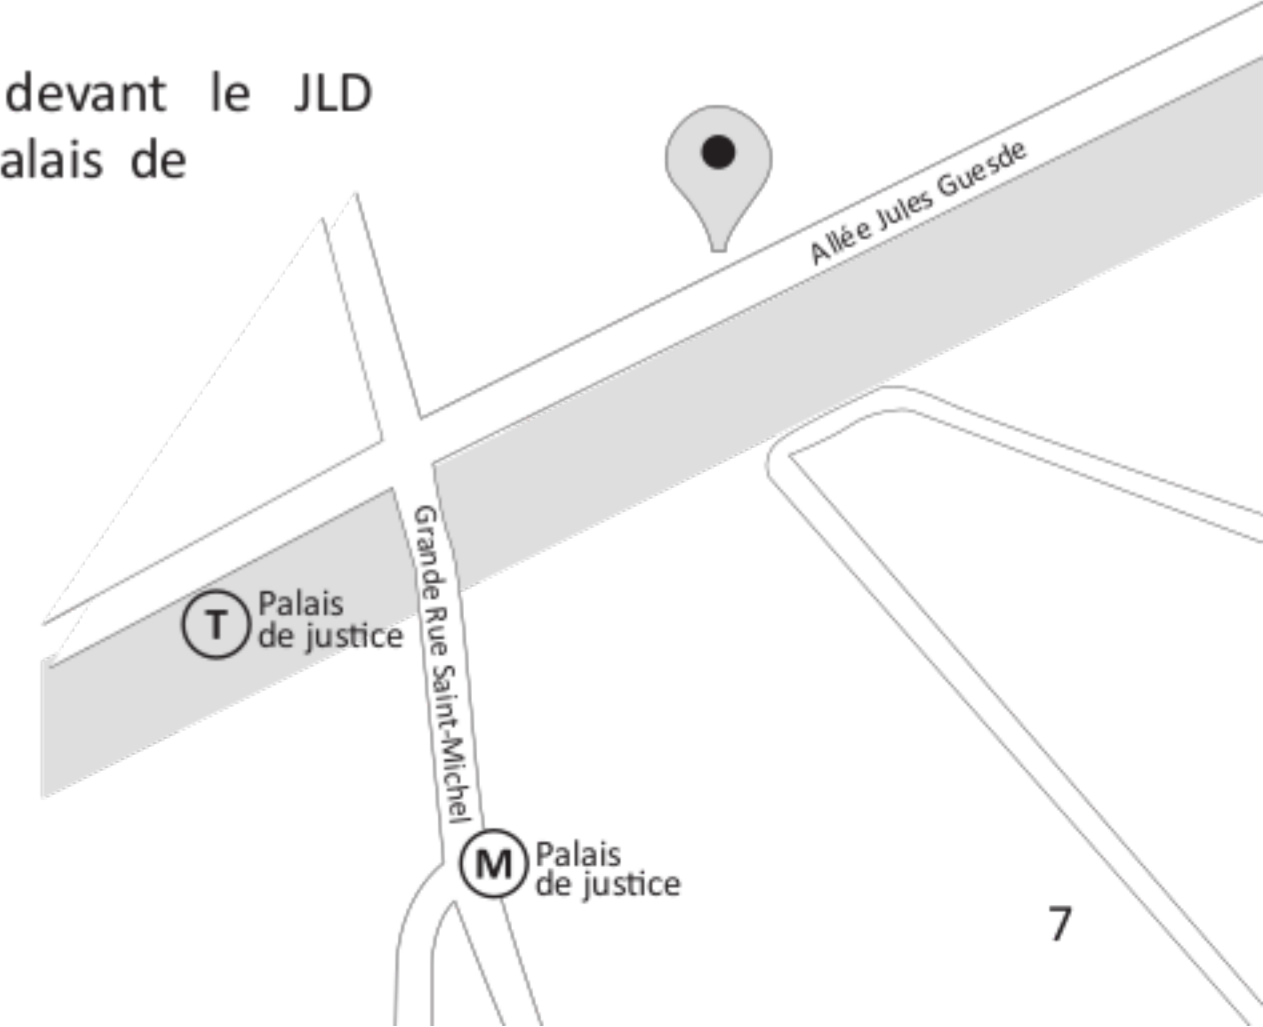 devant le JLD
alais de
Allée Jules Guesde
Grande Rue Saint-Michel
T
Palais
de justice
M
Palais
de justice
7